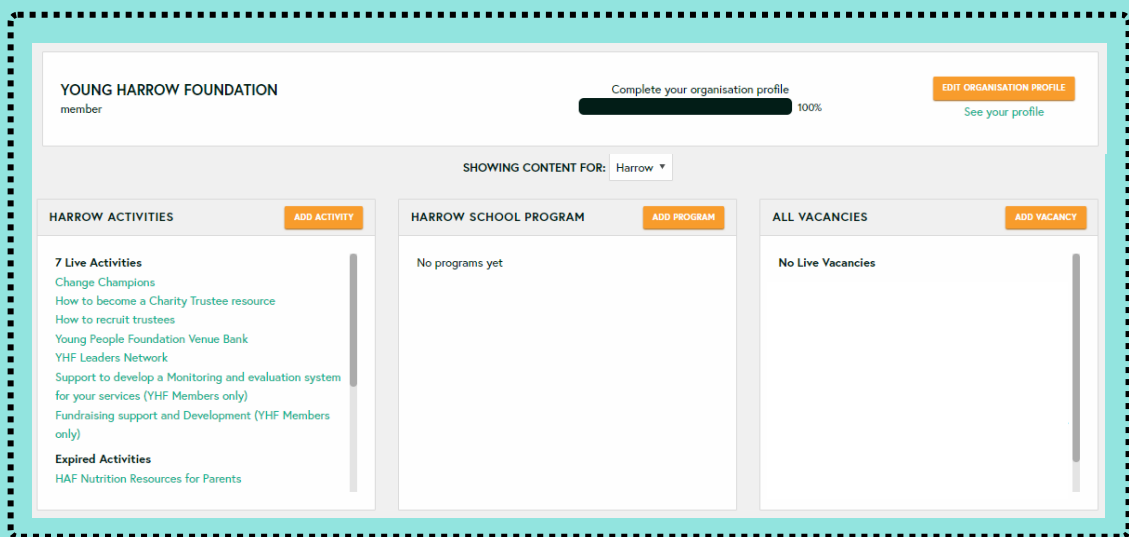 YOUNG HARROW FOUNDATION
member
Complete your organisation profile
100%
EDIT ORGANISATION PROFILE
See your profile
SHOWING CONTENT FOR: Harrow
HARROW ACTIVITIES
ADD ACTIVITY
7 Live Activities
Change Champions
How to become a Charity Trustee resource
How to recruit trustees
Young People Foundation Venue Bank
YHF Leaders Network
Support to develop a Monitoring and evaluation system
for your services (YHF Members only)
Fundraising support and Development (YHF Members
only)
Expired Activities
HAF Nutrition Resources for Parents
HARROW SCHOOL PROGRAM
ADD PROGRAM
No programs yet
ALL VACANCIES
ADD VACANCY
No Live Vacancies